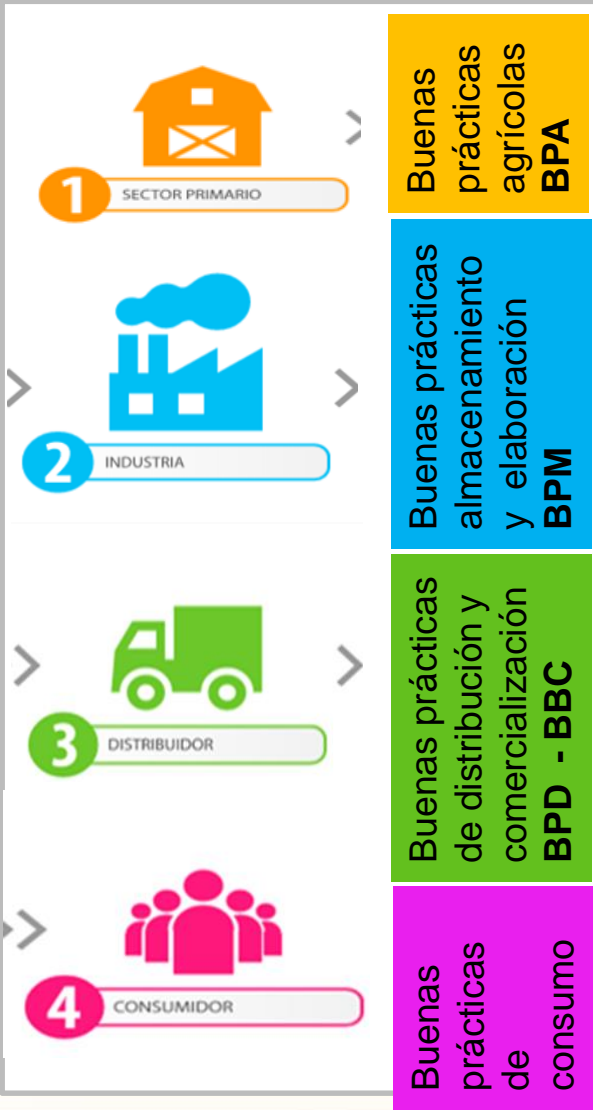 1
SECTOR PRIMARIO
Buenas
prácticas
agrícolas
BPA
2
INDUSTRIA
Buenas prácticas
almacenamiento
y elaboración
BPM
3
DISTRIBUIDOR
Buenas prácticas
de distribución y
comercialización
BPD - BBC
4
CONSUMIDOR
Buenas
prácticas
de
consumo